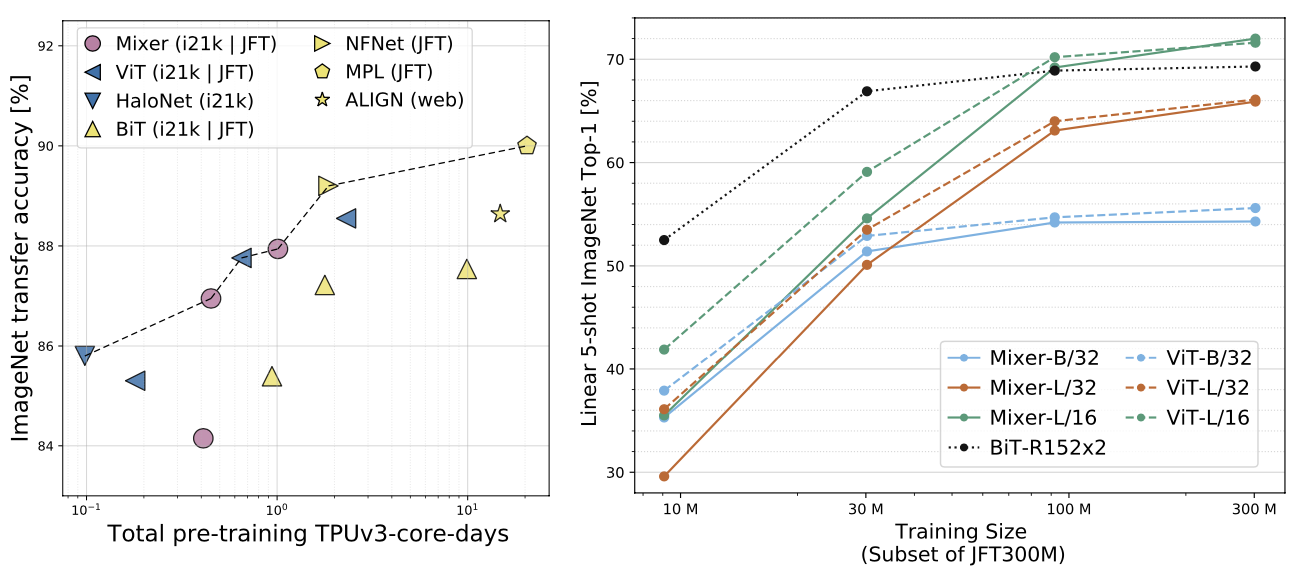 92
90
88
86
84
ImageNet transfer accuracy [%]
Mixer (i21k | JFT)
ViT (i21k | JFT)
HaloNet (i21k)
BiT (i21k | JFT)
NFNet (JFT)
MPL (JFT)
ALIGN (web)
10⁻¹
10⁰
10¹
Total pre-training TPUv3-core-days
70
60
50
40
30
Linear 5-shot ImageNet Top-1 [%]
Mixer-B/32
Mixer-L/32
Mixer-L/16
BiT-R152x2
ViT-B/32
ViT-L/32
ViT-L/16
10 M
30 M
100 M
300 M
Training Size
(Subset of JFT300M)